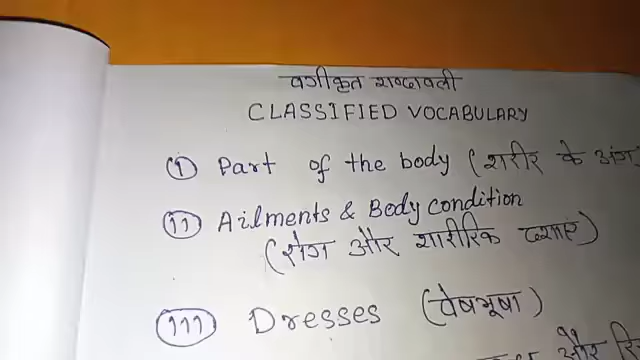 वर्गीकृत शब्दावली
CLASSIFIED VOCABULARY
(i) Part of the body (शरीर के अंग
(ii) Ailments & Body condition
(रोग और शारीरिक दशाएं)
(iii) Dresses (वेषभूषा)
और